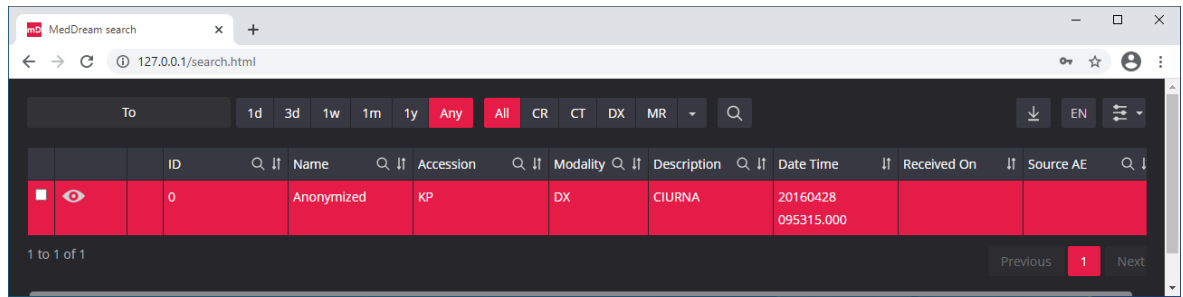 mD MedDream search
127.0.0.1/search.html
To 1d 3d 1w 1m 1y Any All CR CT DX MR EN
ID Name Accession Modality Description Date Time Received On Source AE
0 Anonymized KP DX CIURNA 20160428
095315.000
1 to 1 of 1
Previous 1 Next